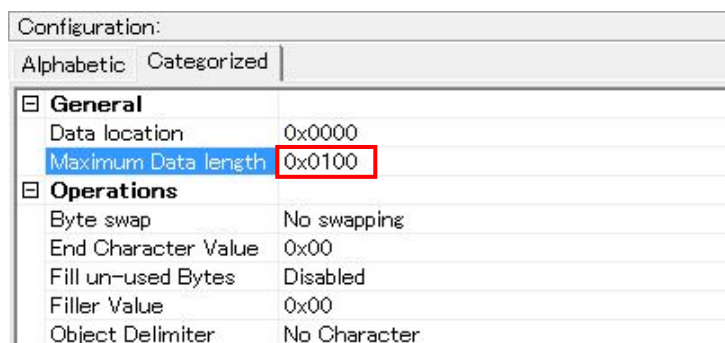 Configuration:
Alphabetic Categorized
General
Data location 0x0000
Maximum Data length 0x0100
Operations
Byte swap No swapping
End Character Value 0x00
Fill un-used Bytes Disabled
Filler Value 0x00
Object Delimiter No Character